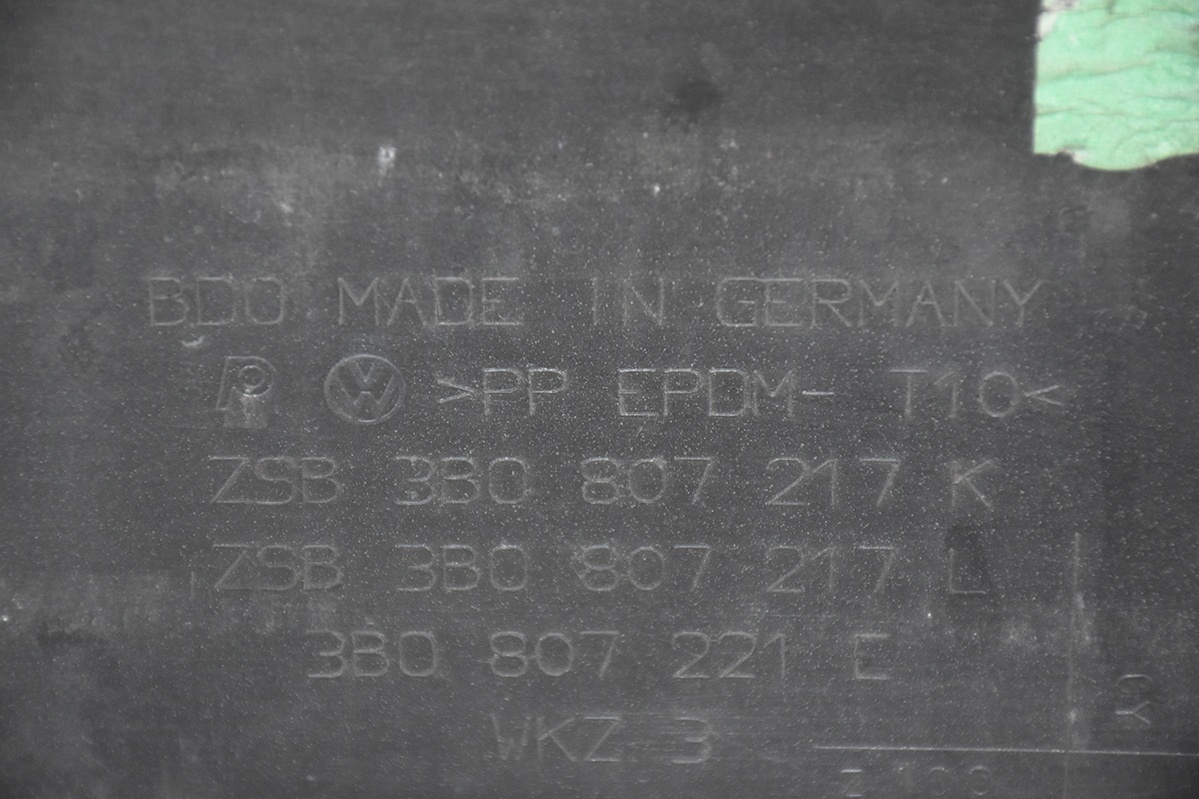 BDO MADE IN GERMANY
>PP EPDM- T10<
ZSB 3B0 807 217 K
ZSB 3B0 807 217 L
3B0 807 221 E
WKZ 3